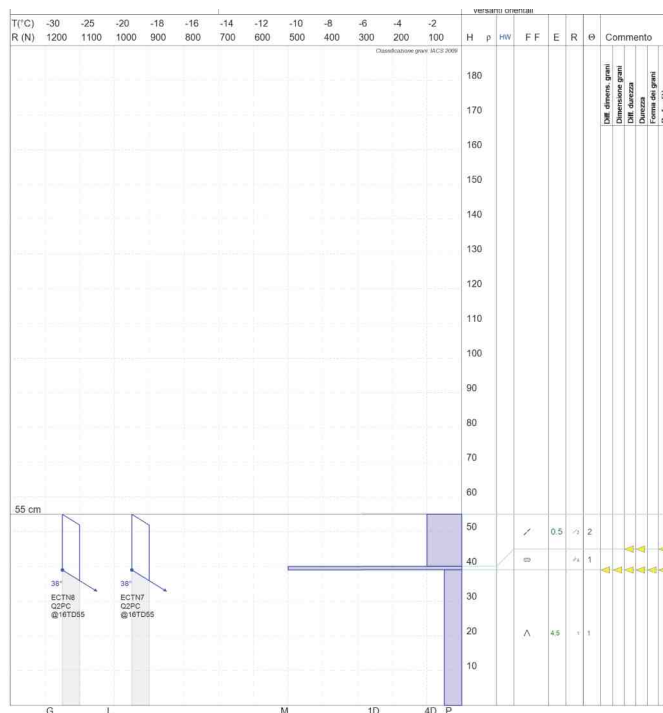 versanti orientali
T(°C) -30 -25 -20 -18 -16 -14 -12 -10 -8 -6 -4 -2
R (N) 1200 1100 1000 900 800 700 600 500 400 300 200 100 H ρ HW F F E R Θ Commento
Classificazione grani: IACS 2009
Diff. dimens. grani
Dimensione grani
Diff. durezza
Durezza
Forma dei grani
180
170
160
150
140
130
120
110
100
90
80
70
60
55 cm
50 0.5 2
40 1
38° 38°
ECTN8 ECTN7
Q2PC Q2PC
@16TD55 @16TD55
30
20 4.5 1
10
G I M 1D 4D P